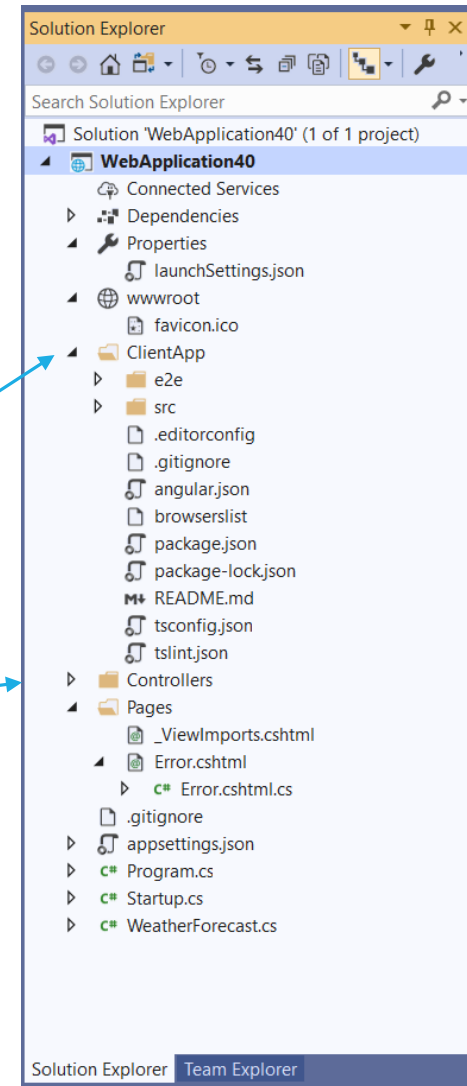 Solution Explorer
Search Solution Explorer
Solution 'WebApplication40' (1 of 1 project)
WebApplication40
Connected Services
Dependencies
Properties
launchSettings.json
wwwroot
favicon.ico
ClientApp
e2e
src
.editorconfig
.gitignore
angular.json
browserslist
package.json
package-lock.json
M↓ README.md
tsconfig.json
tslint.json
Controllers
Pages
_ViewImports.cshtml
Error.cshtml
C# Error.cshtml.cs
.gitignore
appsettings.json
C# Program.cs
C# Startup.cs
C# WeatherForecast.cs
Solution Explorer Team Explorer